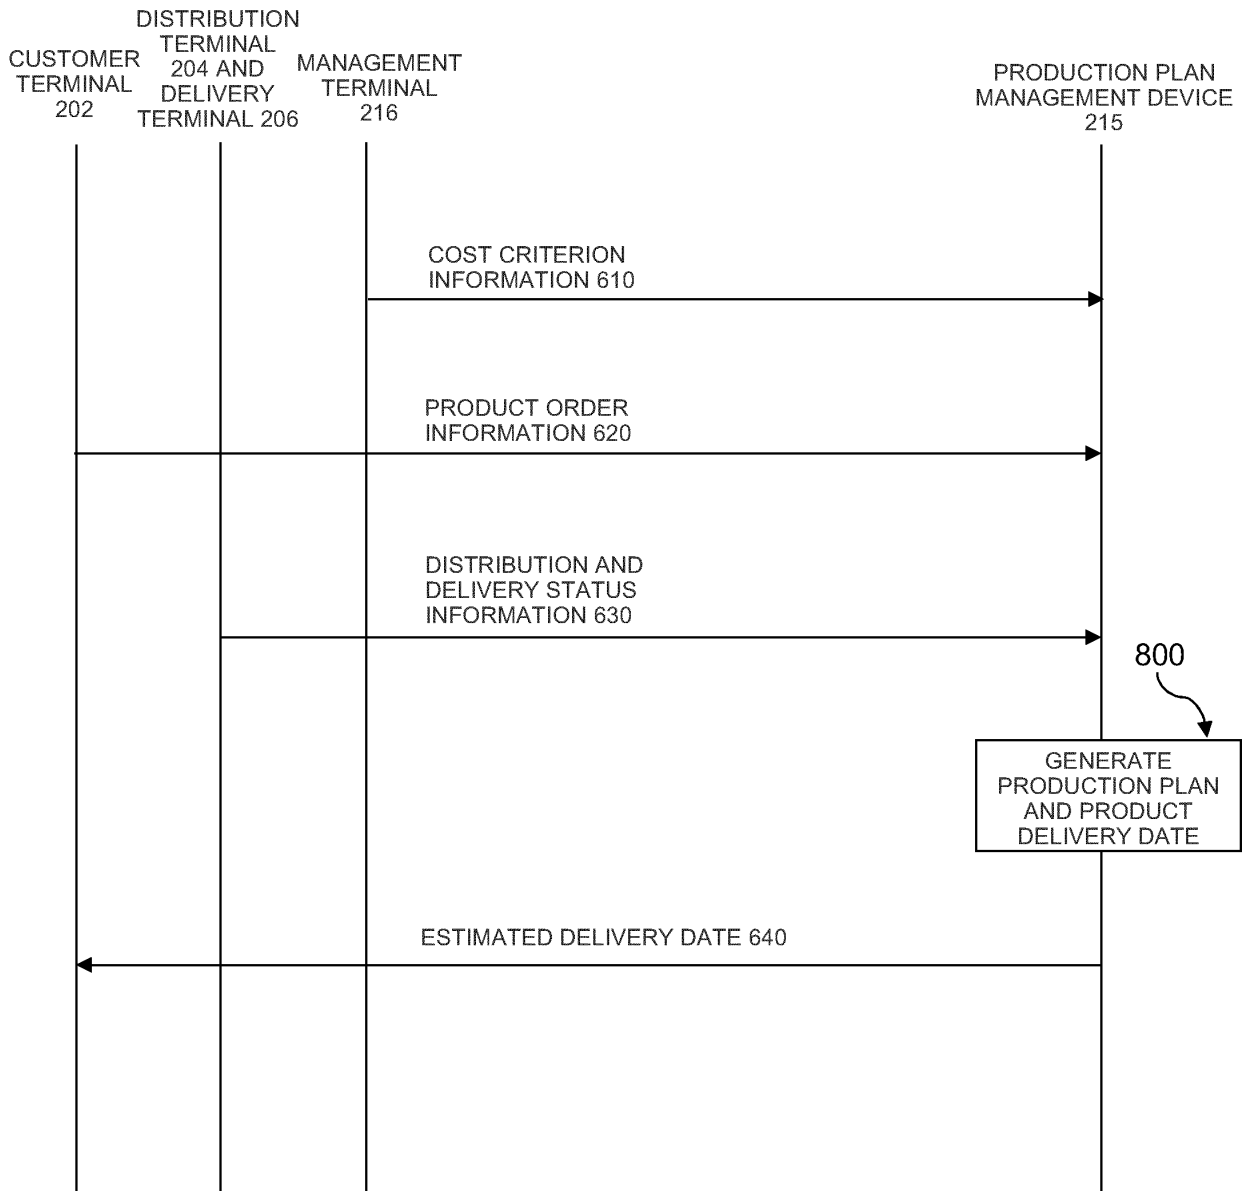 CUSTOMER
TERMINAL
202
DISTRIBUTION
TERMINAL
204 AND
DELIVERY
TERMINAL 206
MANAGEMENT
TERMINAL
216
PRODUCTION PLAN
MANAGEMENT DEVICE
215
COST CRITERION
INFORMATION 610
PRODUCT ORDER
INFORMATION 620
DISTRIBUTION AND
DELIVERY STATUS
INFORMATION 630
800
GENERATE
PRODUCTION PLAN
AND PRODUCT
DELIVERY DATE
ESTIMATED DELIVERY DATE 640